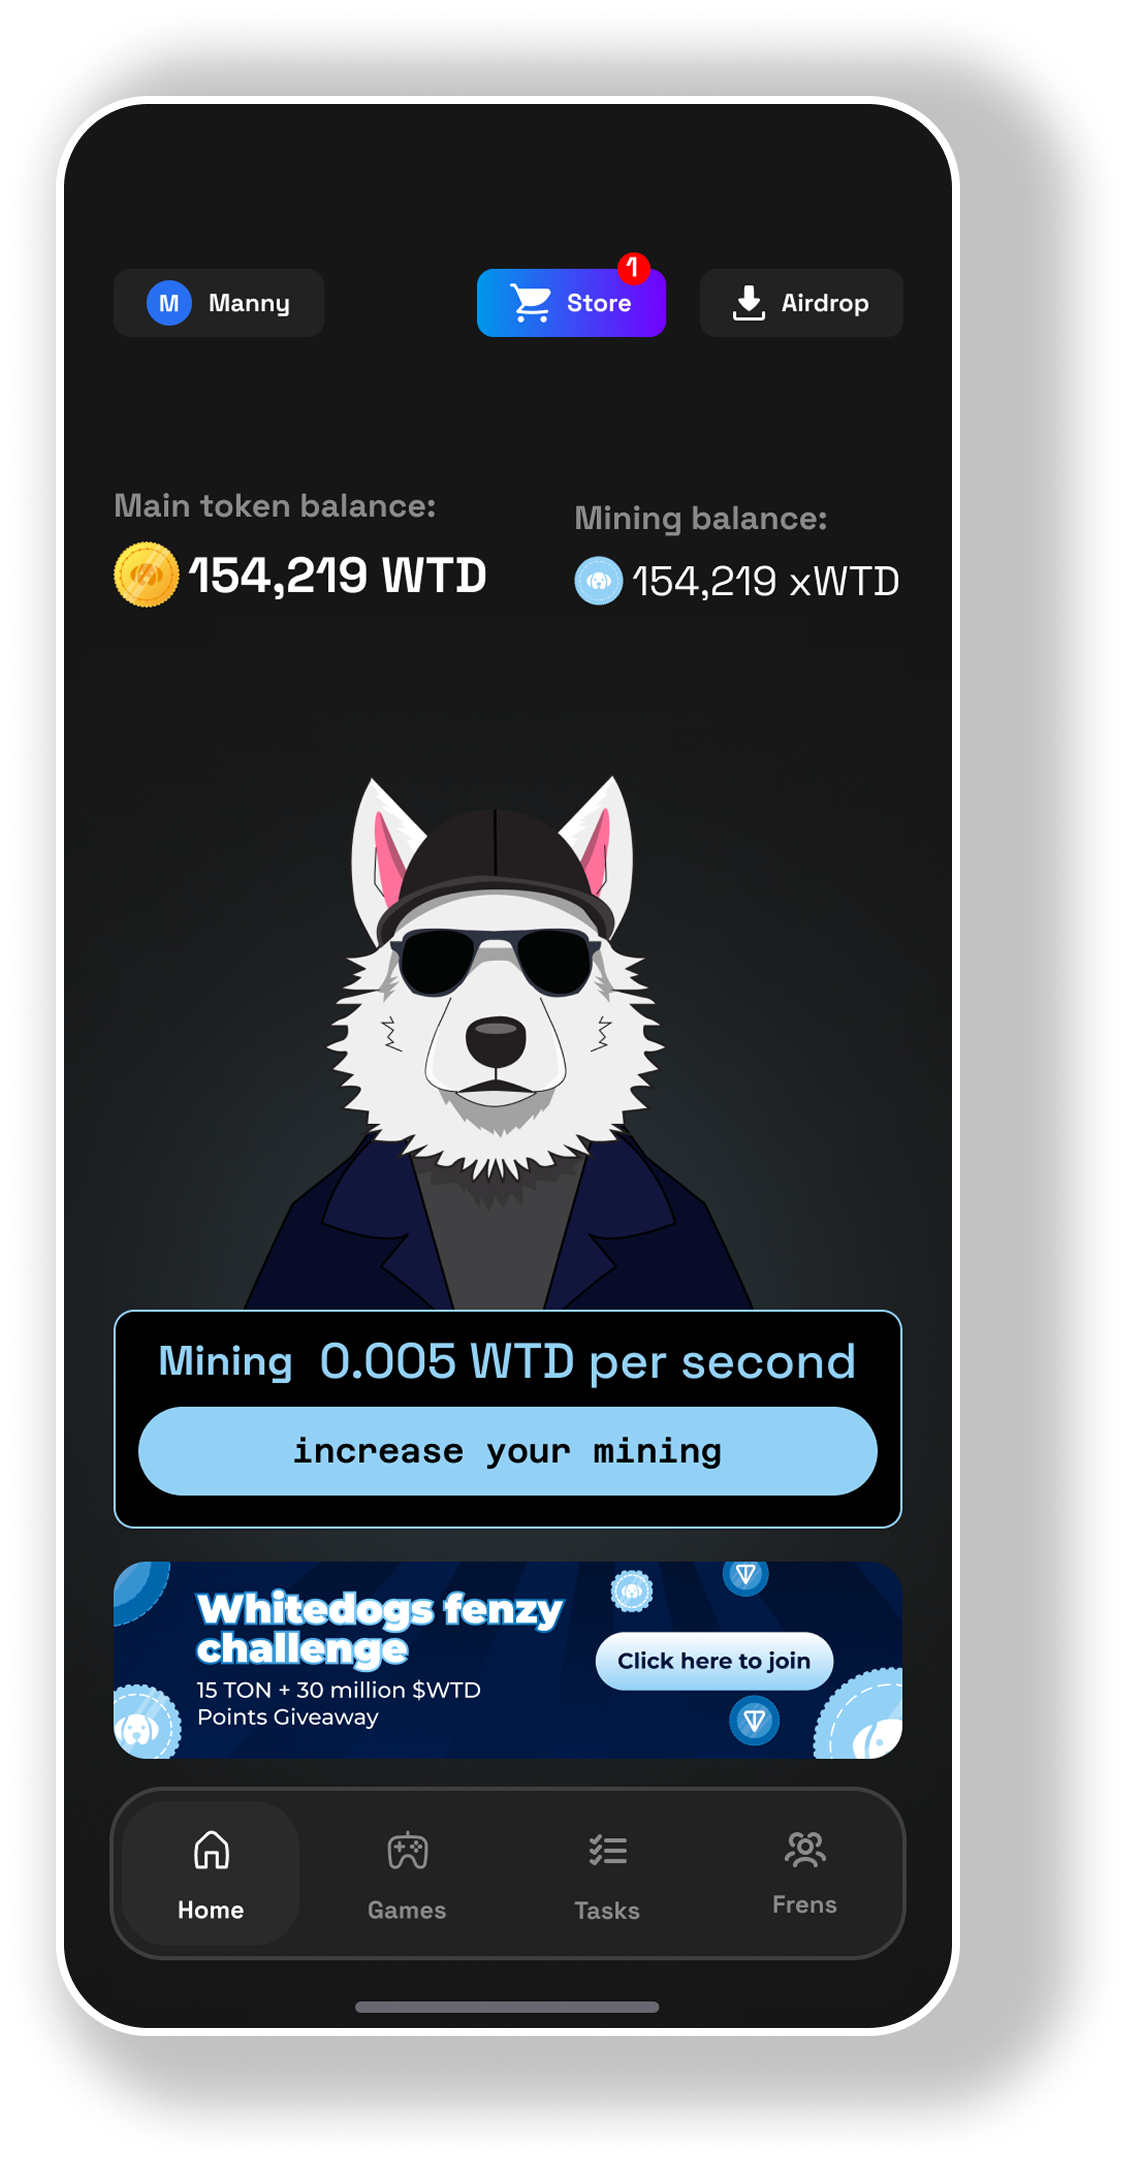 M Manny
1
Store
Airdrop
Main token balance:
154,219 WTD
Mining balance:
154,219 xWTD
Mining 0.005 WTD per second
increase your mining
Whitedogs fenzy
challenge
15 TON + 30 million $WTD
Points Giveaway
Click here to join
Home
Games
Tasks
Frens